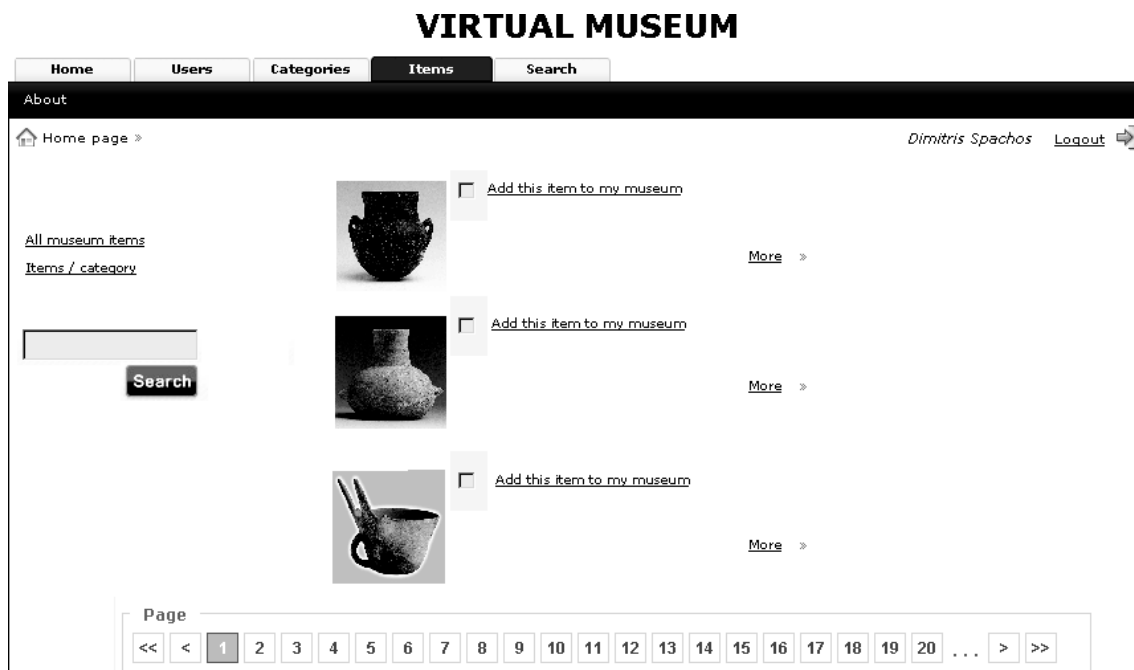 VIRTUAL MUSEUM
Home Users Categories Items Search
About
Home page »
Dimitris Spachos Logout
All museum items
Items / category
Search
Add this item to my museum
More »
Add this item to my museum
More »
Add this item to my museum
More »
Page
<< < 1 2 3 4 5 6 7 8 9 10 11 12 13 14 15 16 17 18 19 20 ... > >>